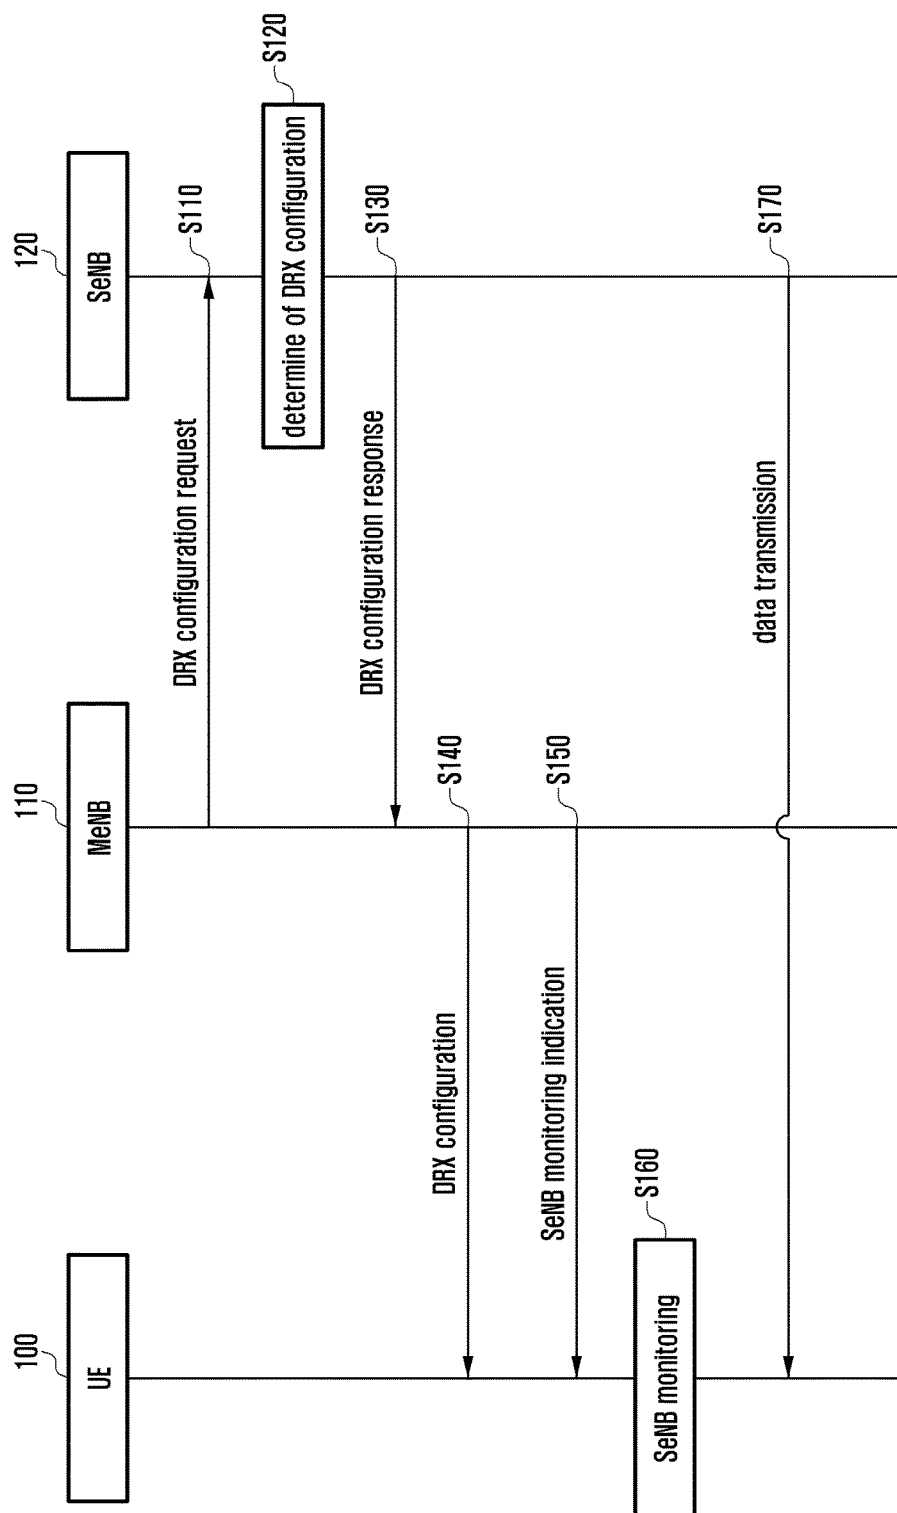 100
110
120
UE
MeNB
SeNB
DRX configuration request
S110
determine of DRX configuration
S120
DRX configuration response
S130
DRX configuration
S140
SeNB monitoring indication
S150
SeNB monitoring
S160
data transmission
S170